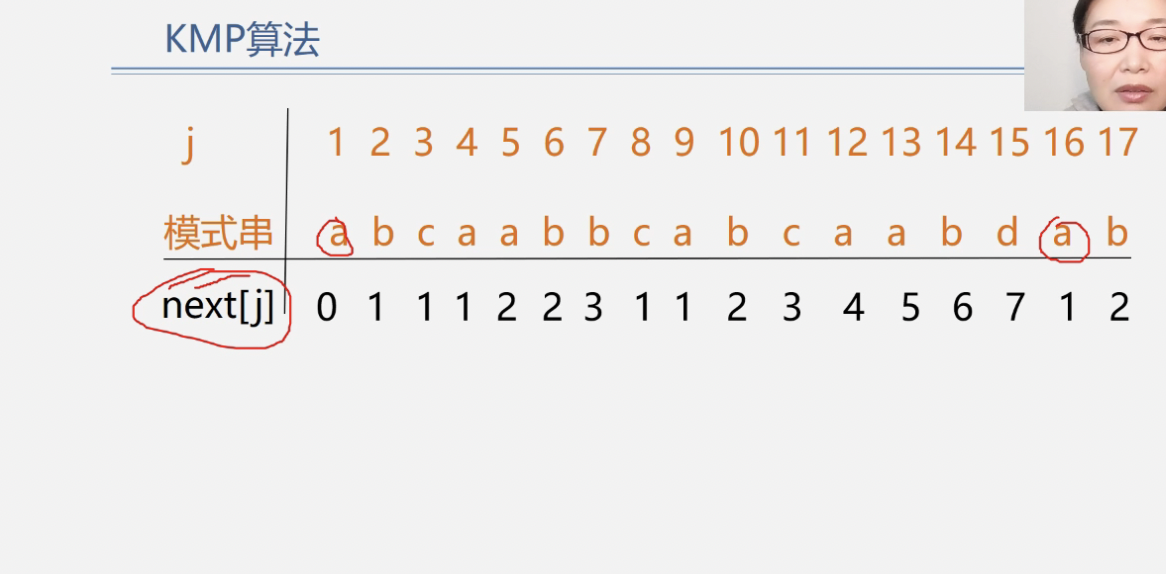 KMP算法
j 1 2 3 4 5 6 7 8 9 10 11 12 13 14 15 16 17
模式串 a b c a a b b c a b c a a b d a b
next[j] 0 1 1 1 2 2 3 1 1 2 3 4 5 6 7 1 2